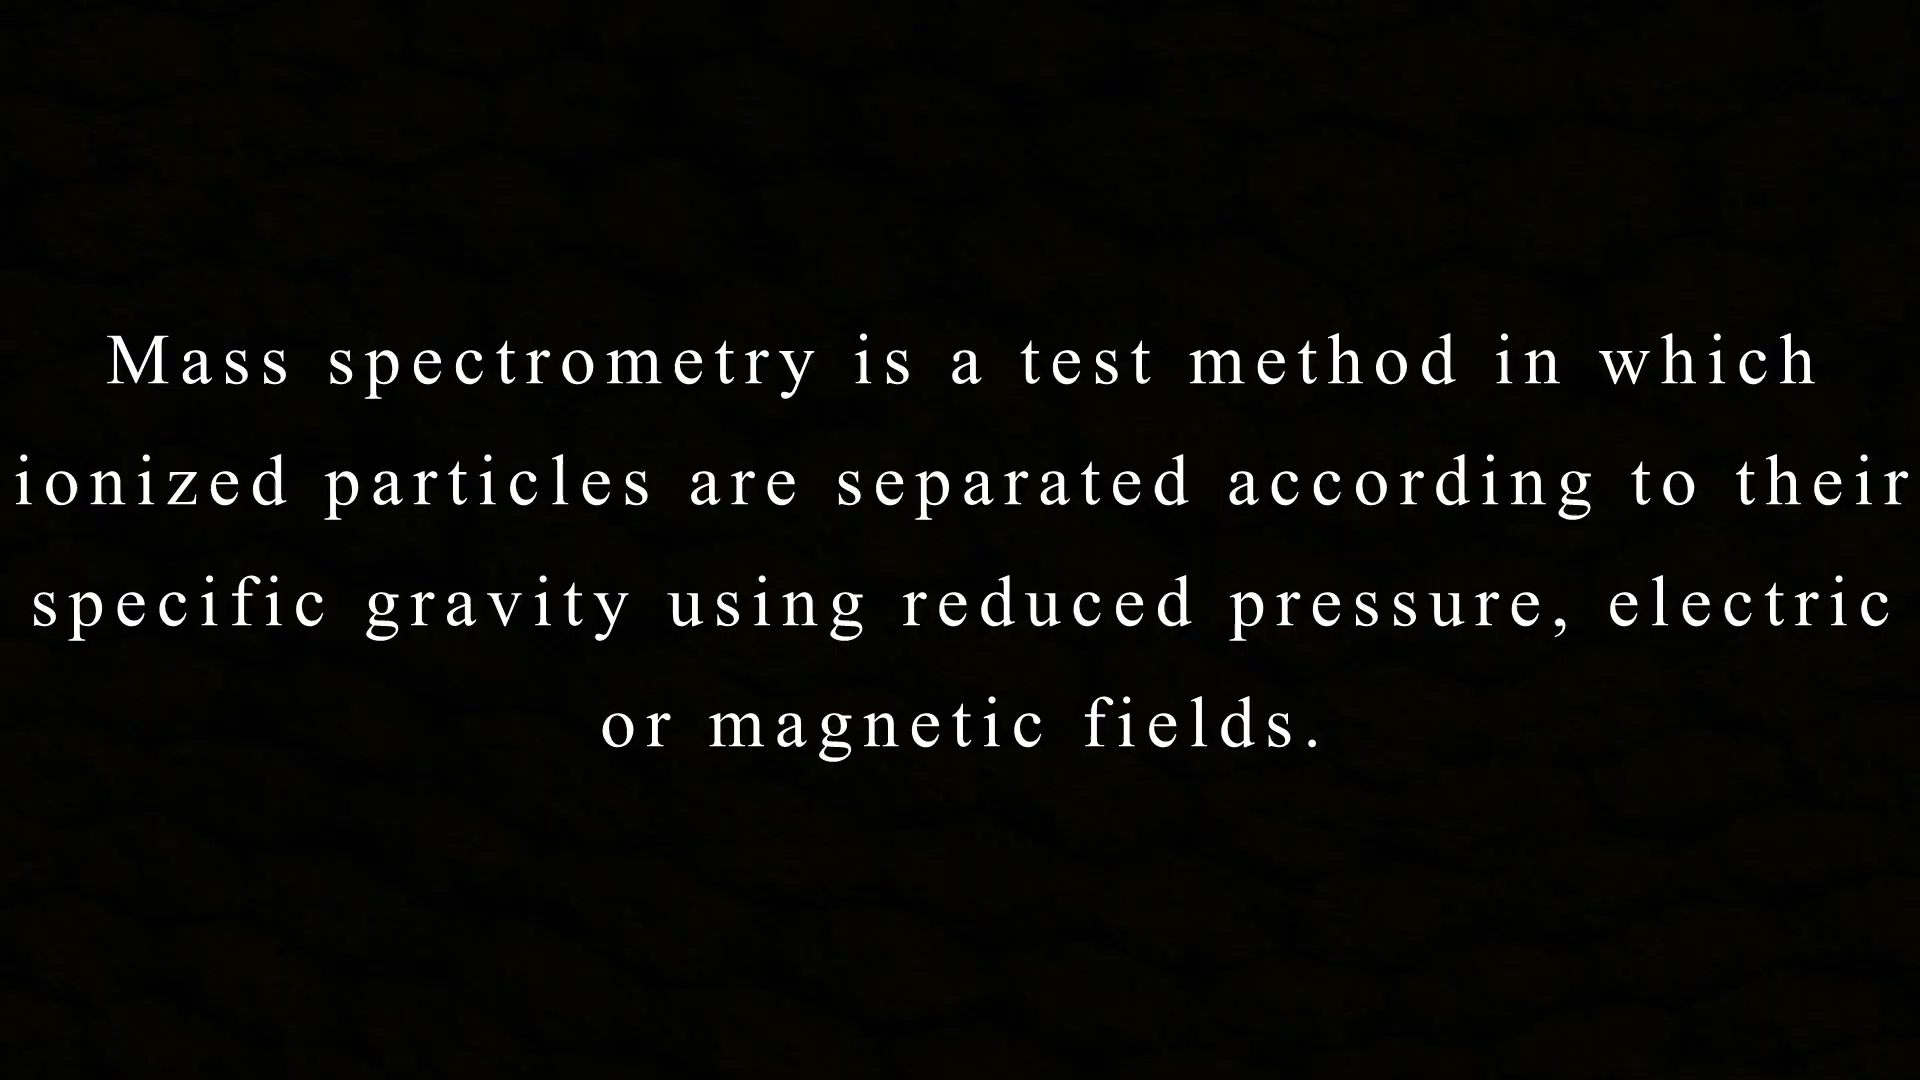 Mass spectrometry is a test method in which
ionized particles are separated according to their
specific gravity using reduced pressure, electric
or magnetic fields.